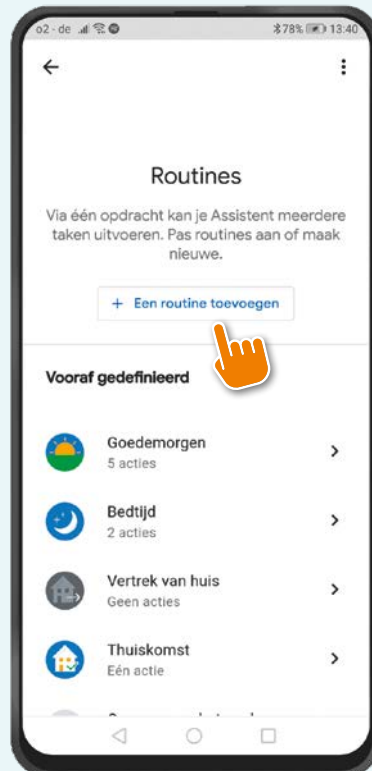 o2 - de 78% 13:40
Routines
Via één opdracht kan je Assistent meerdere
taken uitvoeren. Pas routines aan of maak
nieuwe.
+ Een routine toevoegen
Vooraf gedefinieerd
Goedemorgen
5 acties
Bedtijd
2 acties
Vertrek van huis
Geen acties
Thuiskomst
Eén actie